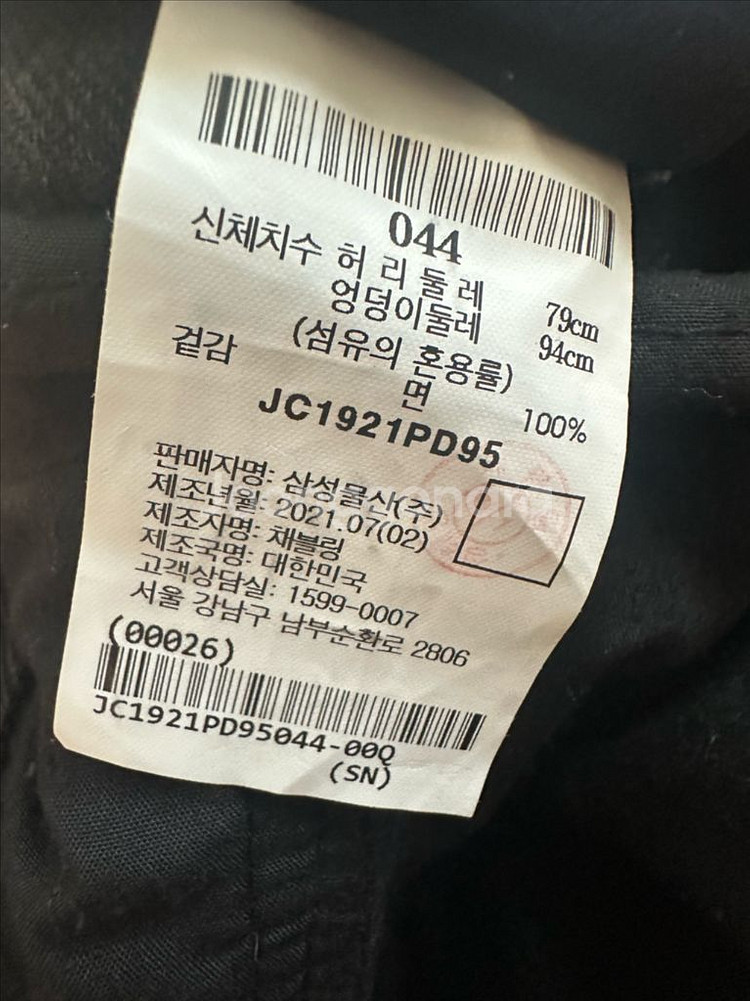 044
신체치수 허리둘레 79cm
엉덩이둘레 94cm
(섬유의 혼용률)
겉감 면 100%
JC1921PD95
판매자명: 삼성물산(주)
제조년월: 2021.07(02)
제조자명: 채블링
제조국명: 대한민국
고객상담실: 1599-0007
서울 강남구 남부순환로 2806
(00026)
JC1921PD95044-00Q
(SN)